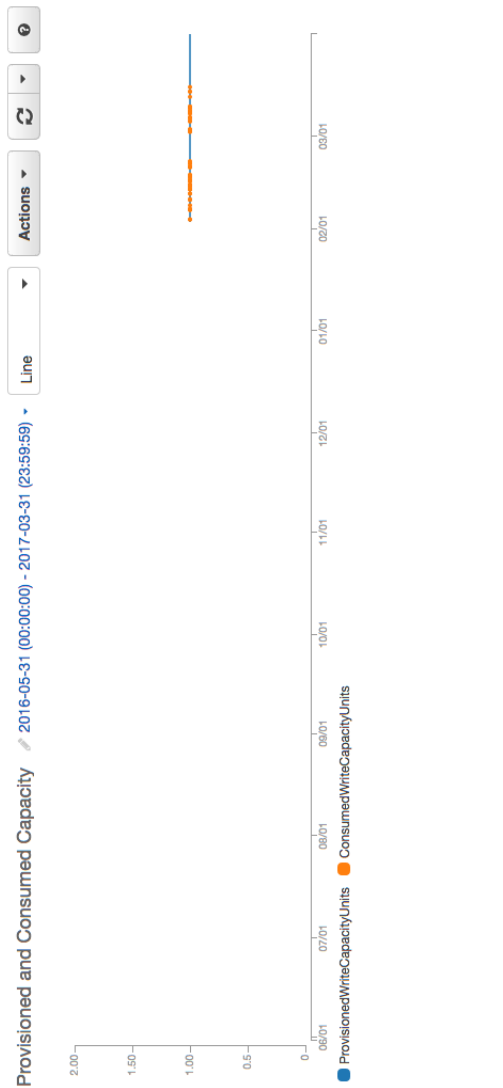 Provisioned and Consumed Capacity 2016-05-31 (00:00:00) - 2017-03-31 (23:59:59) Line Actions
2.00
1.50
1.00
0.5
0
06/01 07/01 08/01 09/01 10/01 11/01 12/01 01/01 02/01 03/01
ProvisionedWriteCapacityUnits ConsumedWriteCapacityUnits